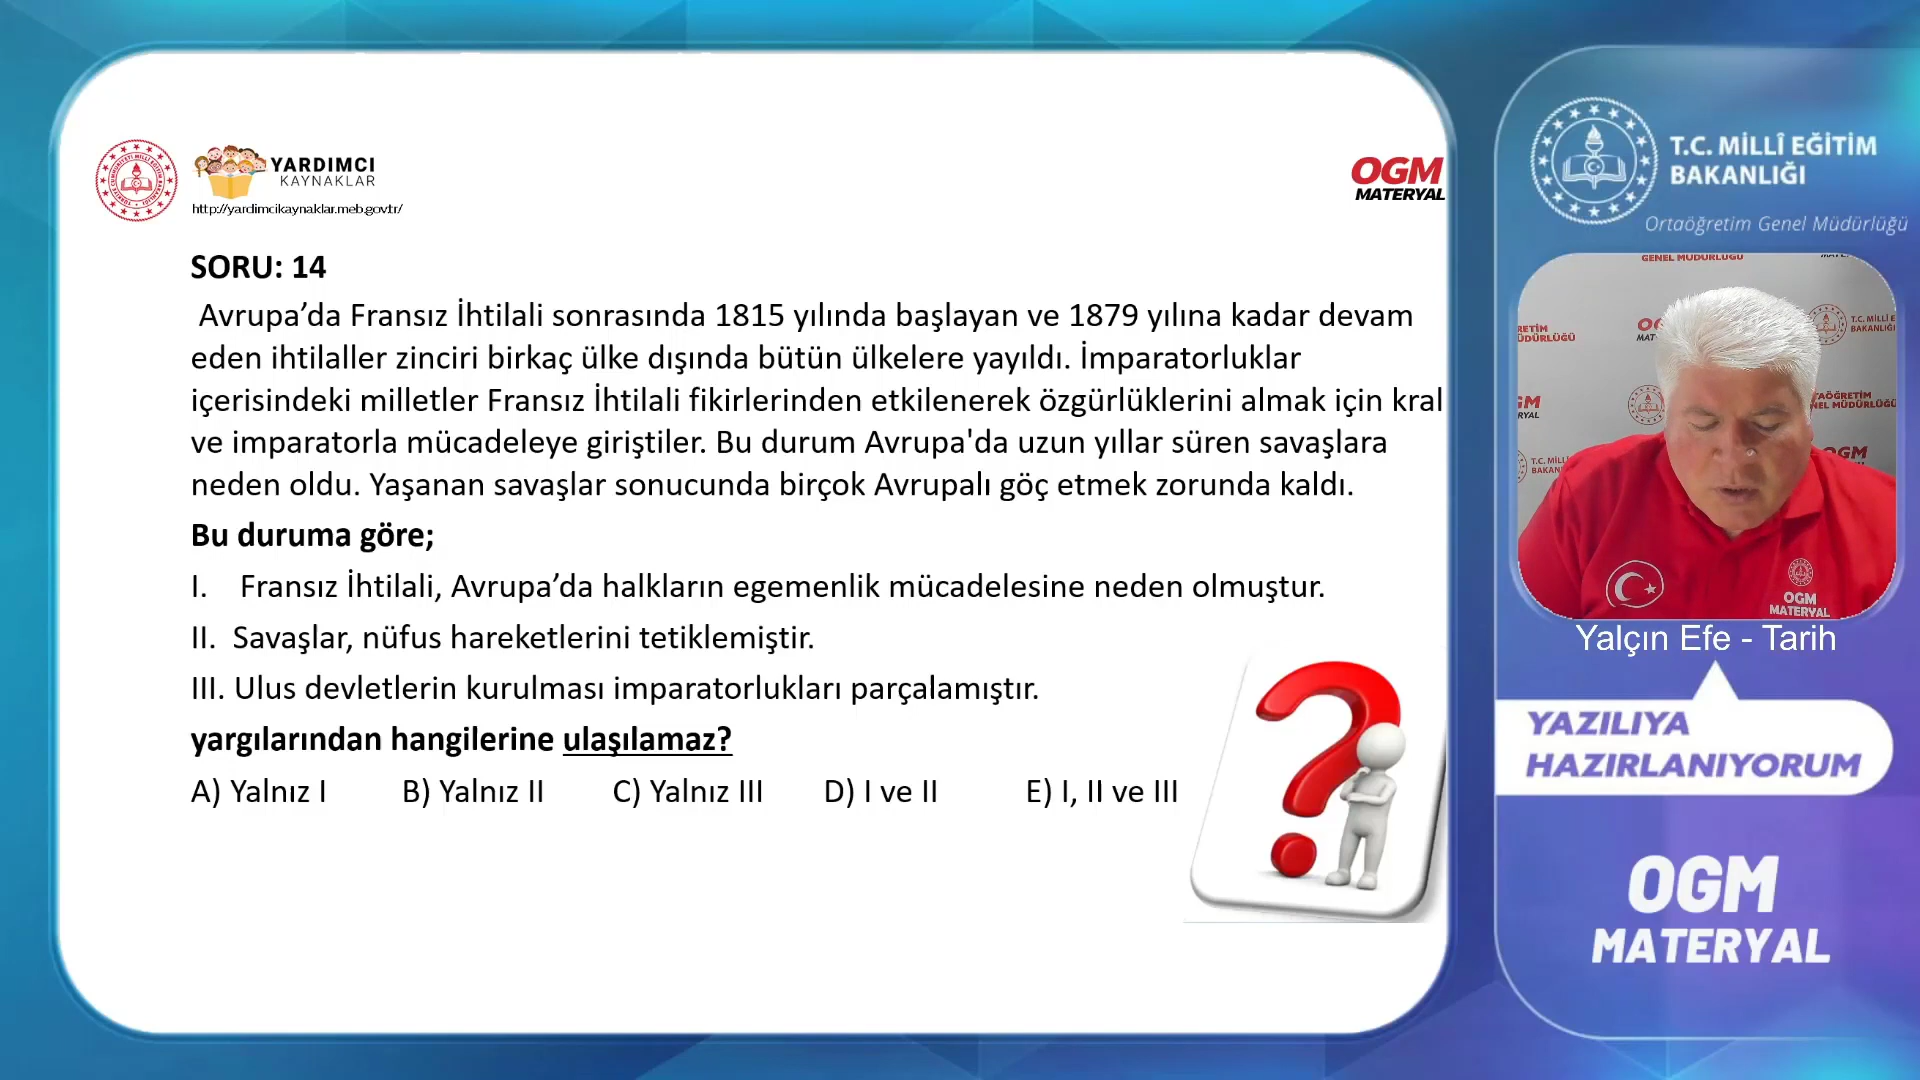 YARDIMCI
KAYNAKLAR
http://yardimcikaynaklar.meb.gov.tr/
OGM
MATERYAL
SORU: 14
Avrupa’da Fransız İhtilali sonrasında 1815 yılında başlayan ve 1879 yılına kadar devam
eden ihtilaller zinciri birkaç ülke dışında bütün ülkelere yayıldı. İmparatorluklar
içerisindeki milletler Fransız İhtilali fikirlerinden etkilenerek özgürlüklerini almak için kral
ve imparatorla mücadeleye giriştiler. Bu durum Avrupa'da uzun yıllar süren savaşlara
neden oldu. Yaşanan savaşlar sonucunda birçok Avrupalı göç etmek zorunda kaldı.
Bu duruma göre;
I. Fransız İhtilali, Avrupa’da halkların egemenlik mücadelesine neden olmuştur.
II. Savaşlar, nüfus hareketlerini tetiklemiştir.
III. Ulus devletlerin kurulması imparatorlukları parçalamıştır.
yargılarından hangilerine ulaşılamaz?
A) Yalnız I B) Yalnız II C) Yalnız III D) I ve II E) I, II ve III
T.C. MİLLÎ EĞİTİM
BAKANLIĞI
Ortaöğretim Genel Müdürlüğü
GENEL MÜDÜRLÜĞÜ
OGM
MATERYAL
Yalçın Efe - Tarih
YAZILIYA
HAZIRLANIYORUM
OGM
MATERYAL